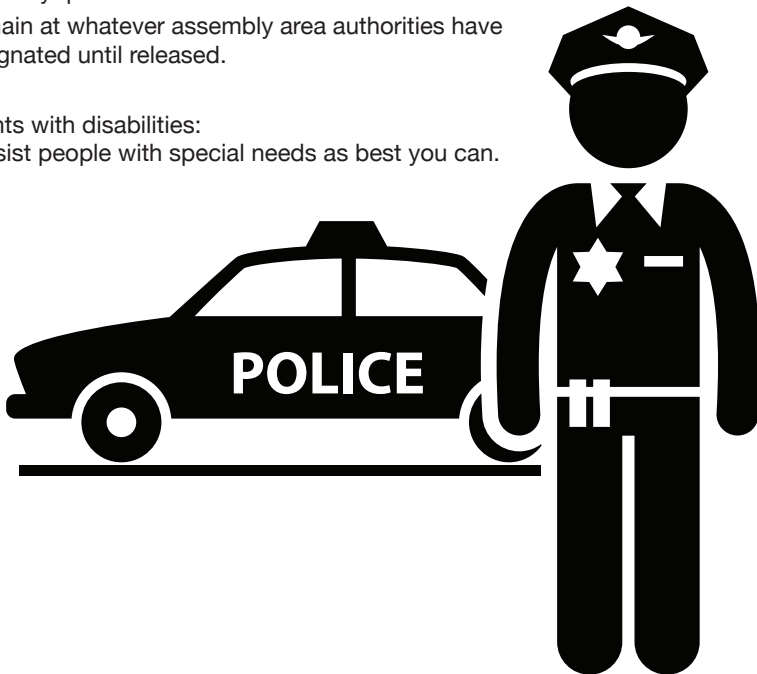 main at whatever assembly area authorities have
gnated until released.
nts with disabilities:
sist people with special needs as best you can.
POLICE